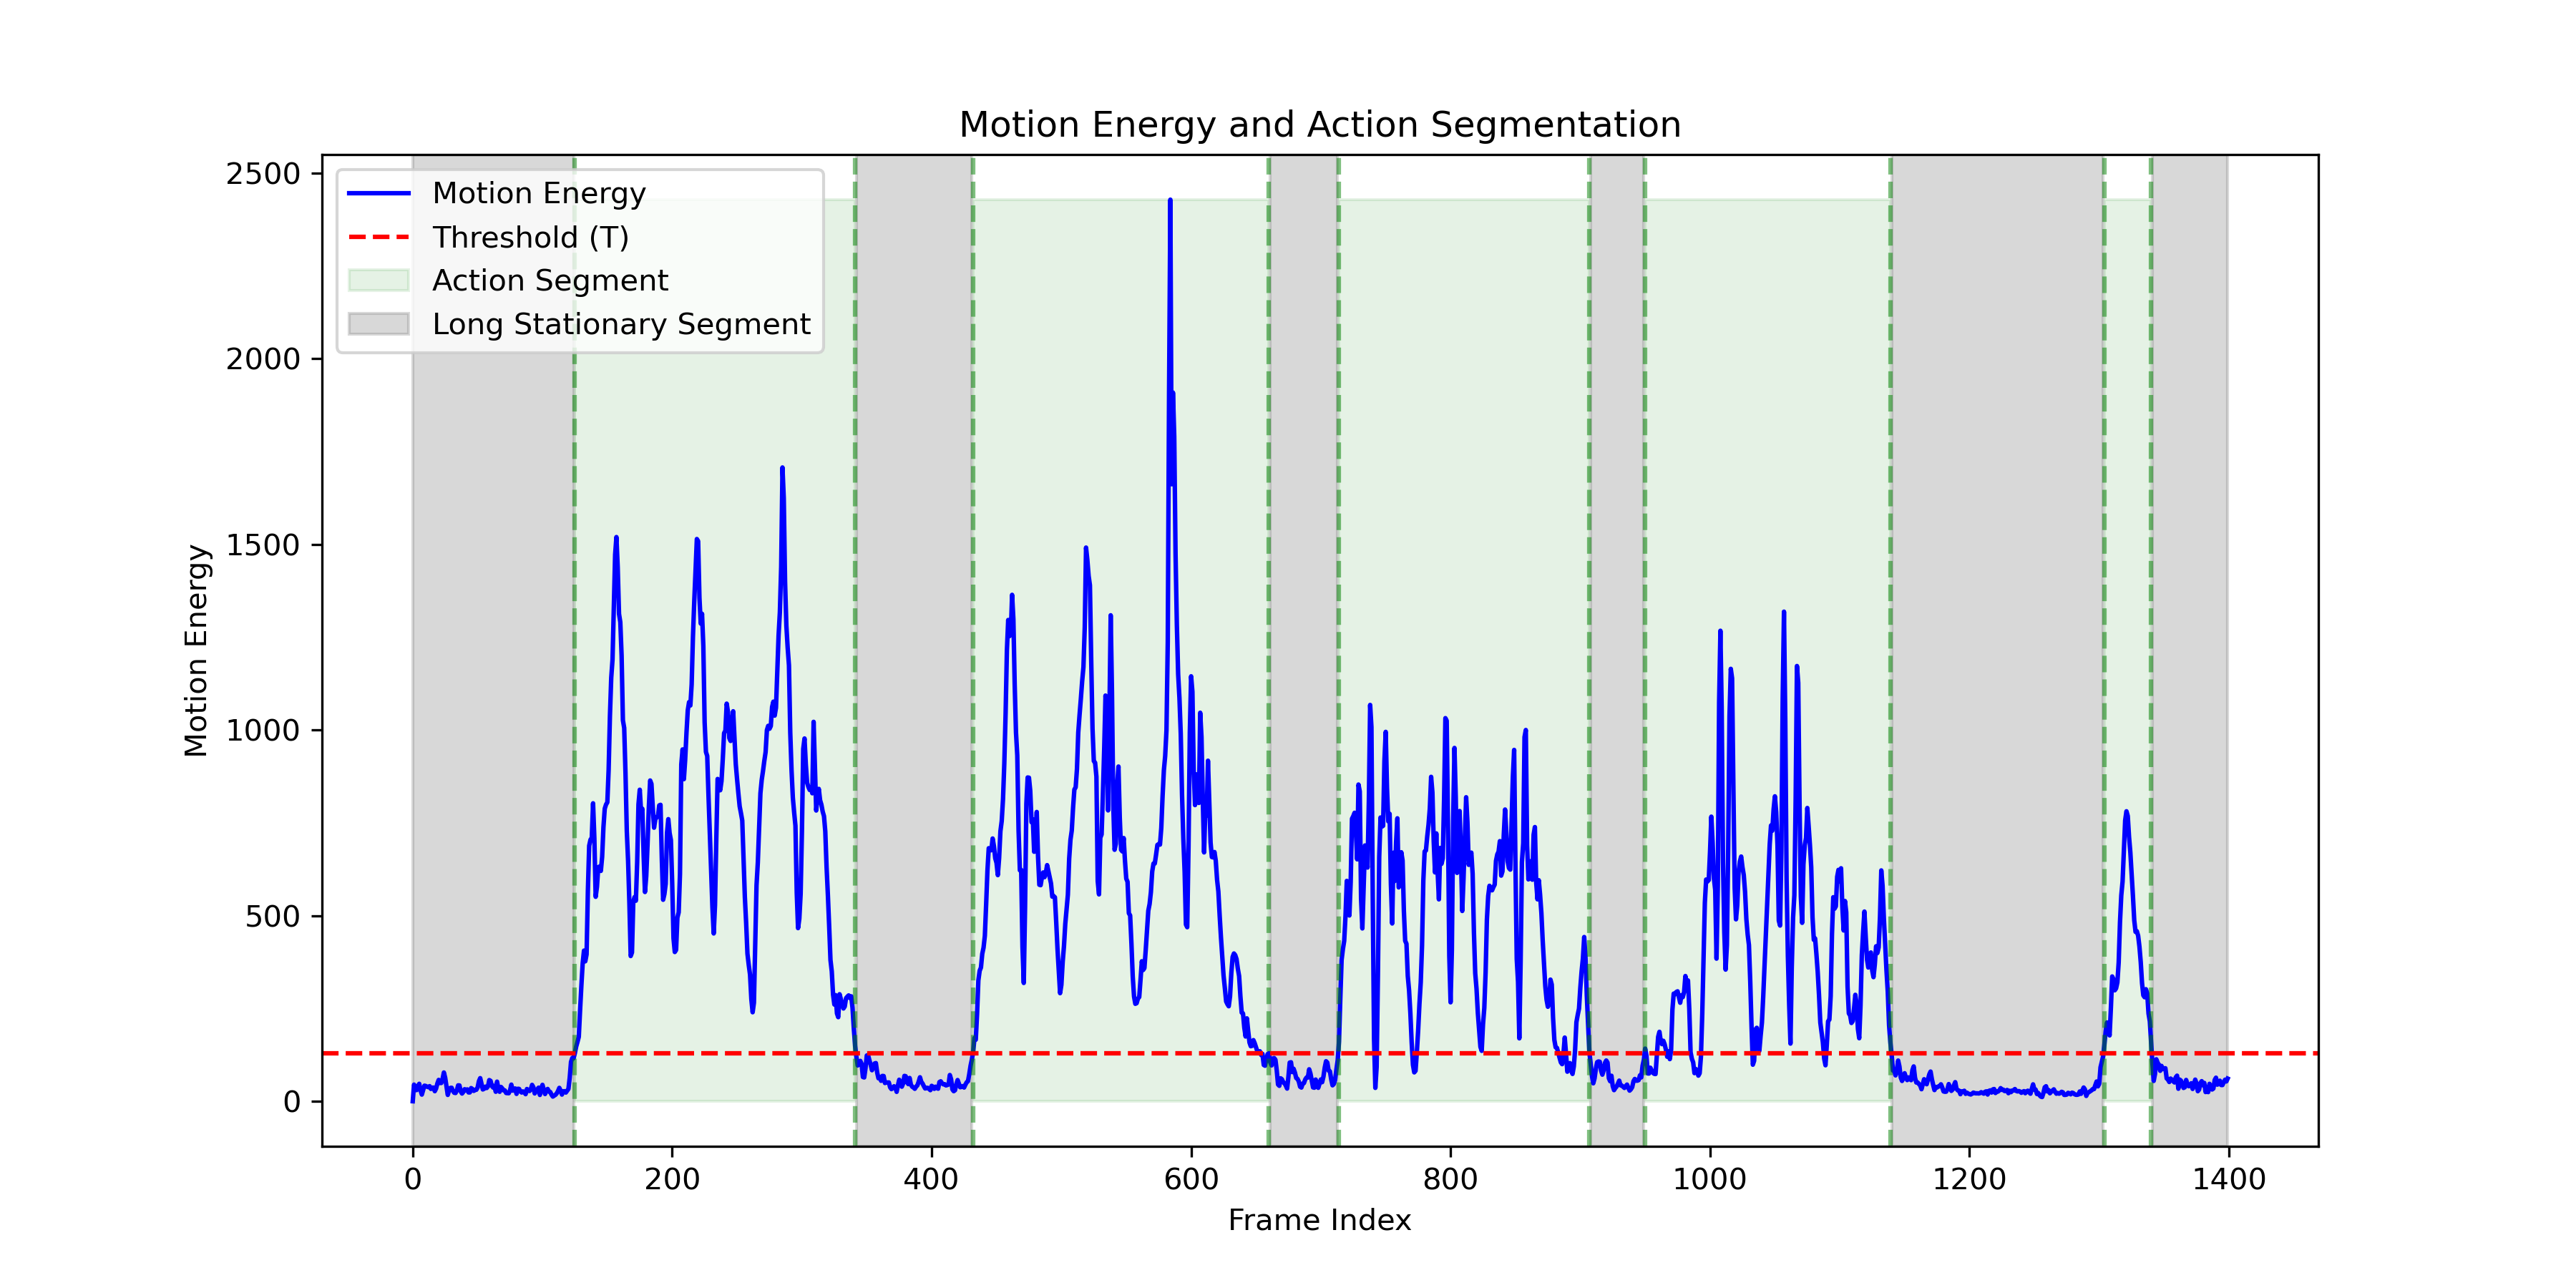 Motion Energy and Action Segmentation
Motion Energy
Threshold (T)
Action Segment
Long Stationary Segment
2500
2000
1500
1000
500
0
Motion Energy
0 200 400 600 800 1000 1200 1400
Frame Index